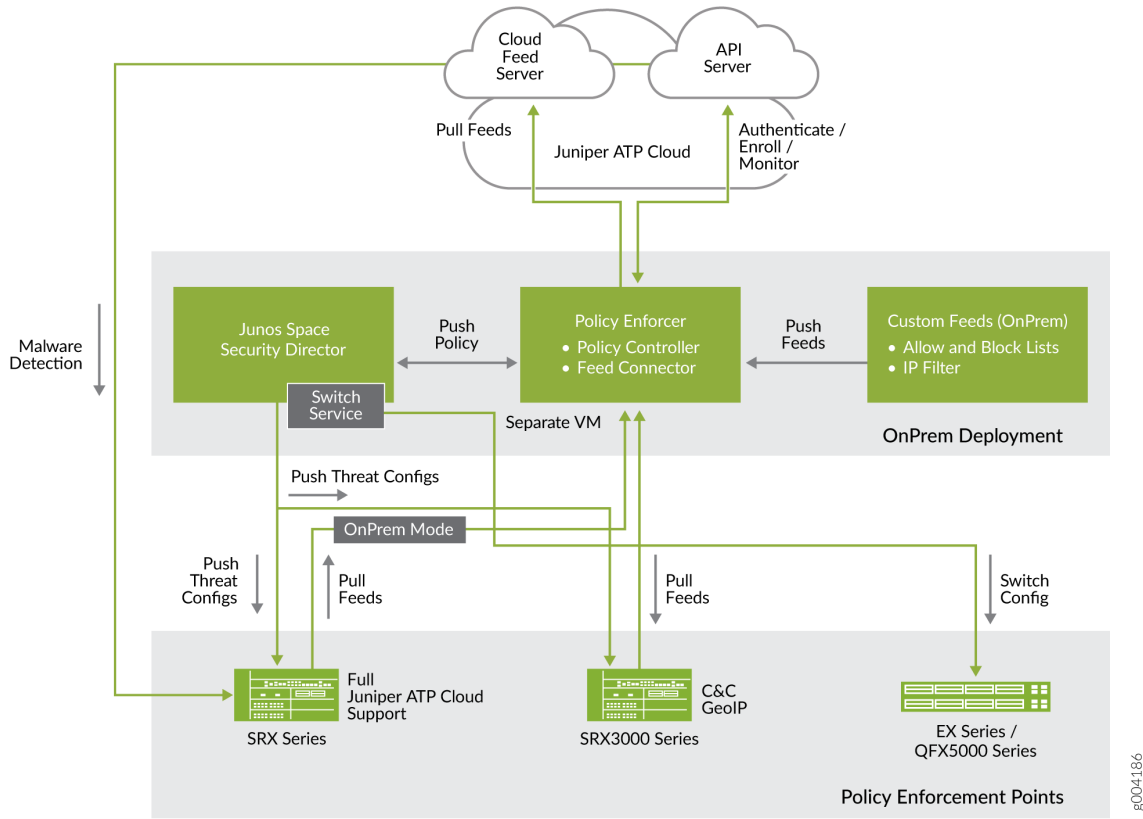 Cloud
Feed
Server
API
Server
Pull Feeds
Juniper ATP Cloud
Authenticate /
Enroll /
Monitor
Malware
Detection
Junos Space
Security Director
Switch
Service
Push
Policy
Policy Enforcer
• Policy Controller
• Feed Connector
Separate VM
Push
Feeds
Custom Feeds (OnPrem)
• Allow and Block Lists
• IP Filter
OnPrem Deployment
Push Threat Configs
OnPrem Mode
Push
Threat
Configs
Pull
Feeds
Pull
Feeds
Switch
Config
Full
Juniper ATP Cloud
Support
SRX Series
C&C
GeoIP
SRX3000 Series
EX Series /
QFX5000 Series
Policy Enforcement Points
g004186